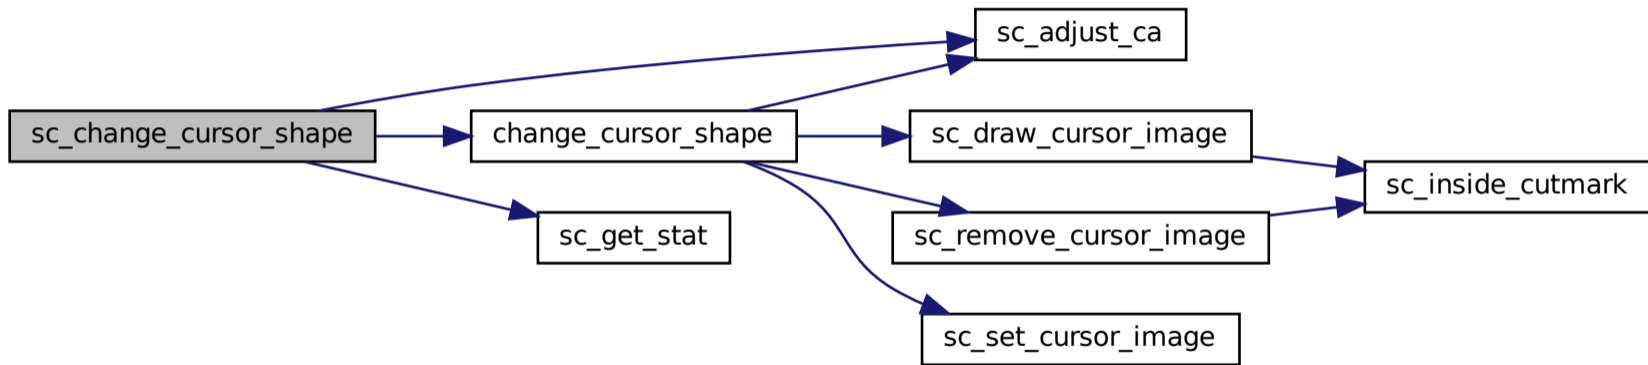 sc_adjust_ca
sc_change_cursor_shape
change_cursor_shape
sc_draw_cursor_image
sc_inside_cutmark
sc_get_stat
sc_remove_cursor_image
sc_set_cursor_image